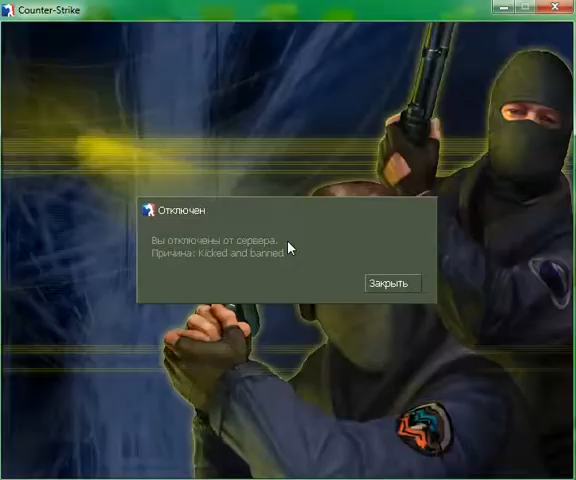 Counter-Strike
Отключен
Вы отключены от сервера.
Причина: Kicked and banned
Закрыть